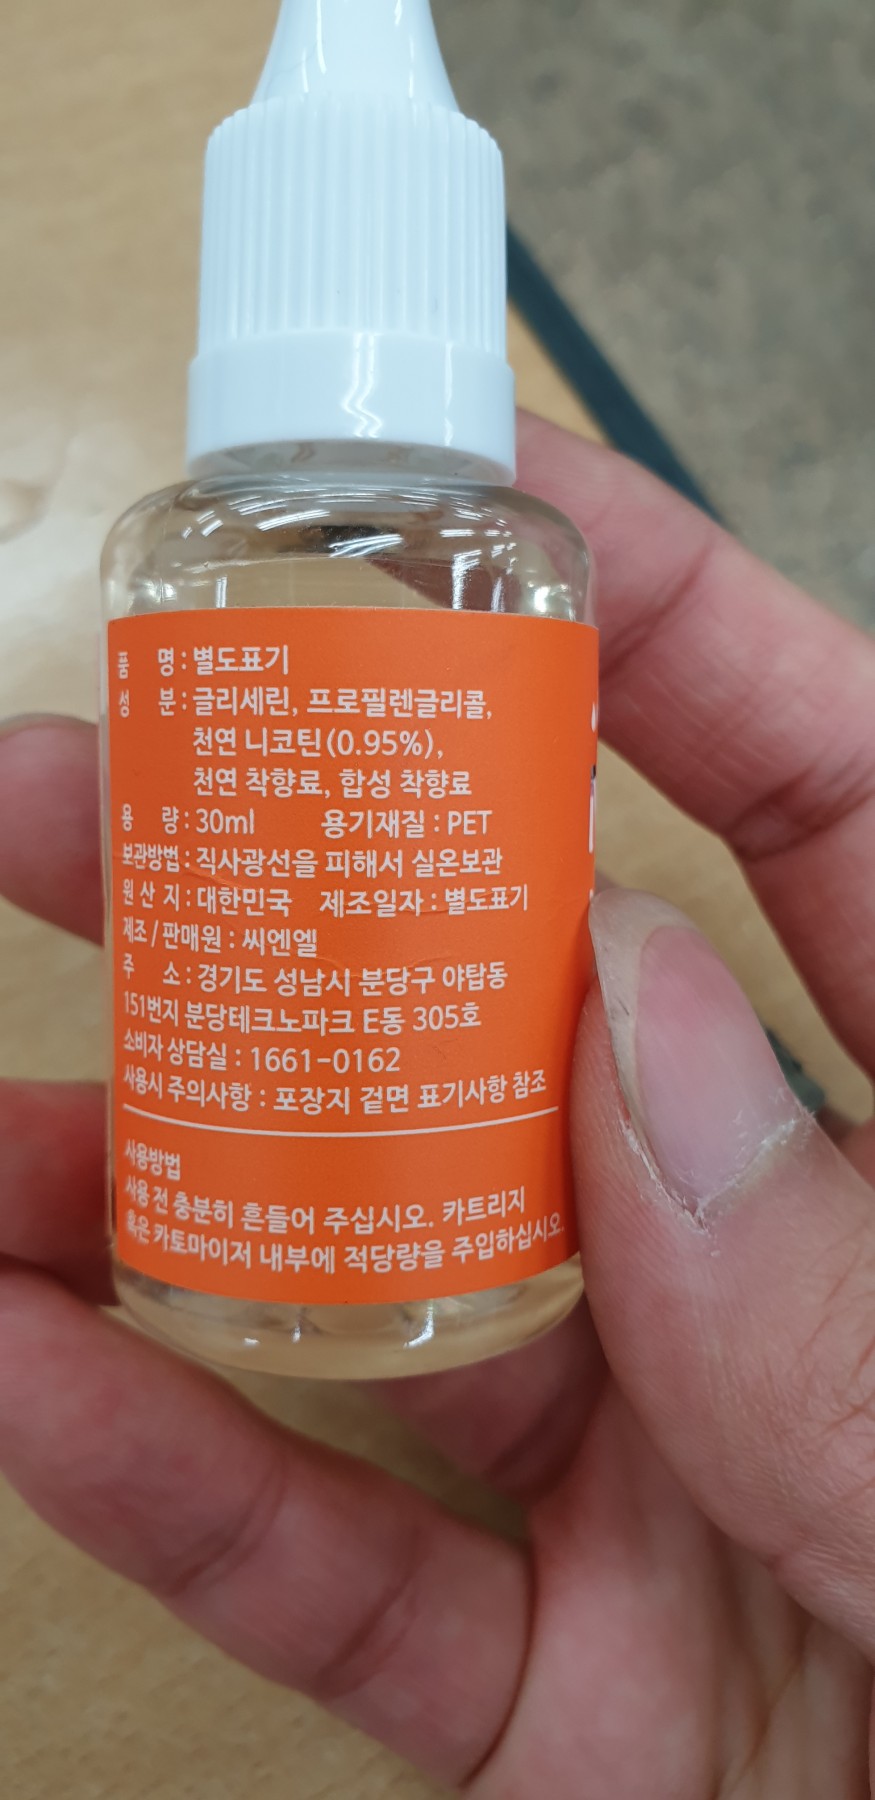 품 명 : 별도표기
성 분 : 글리세린, 프로필렌글리콜,
천연 니코틴(0.95%),
천연 착향료, 합성 착향료
용 량 : 30ml 용기재질 : PET
보관방법 : 직사광선을 피해서 실온보관
원 산 지 : 대한민국 제조일자 : 별도표기
제조 / 판매원 : 씨엔엘
주 소 : 경기도 성남시 분당구 야탑동
151번지 분당테크노파크 E동 305호
소비자 상담실 : 1661-0162
사용시 주의사항 : 포장지 겉면 표기사항 참조
사용방법
사용 전 충분히 흔들어 주십시오. 카트리지
혹은 카토마이저 내부에 적당량을 주입하십시오.